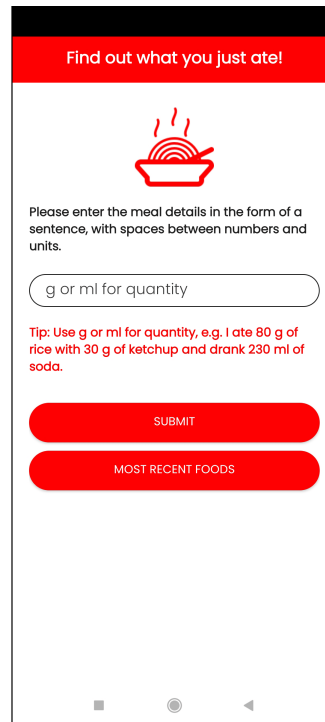 Find out what you just ate!
Please enter the meal details in the form of a
sentence, with spaces between numbers and
units.
g or ml for quantity
Tip: Use g or ml for quantity, e.g. I ate 80 g of
rice with 30 g of ketchup and drank 230 ml of
soda.
SUBMIT
MOST RECENT FOODS